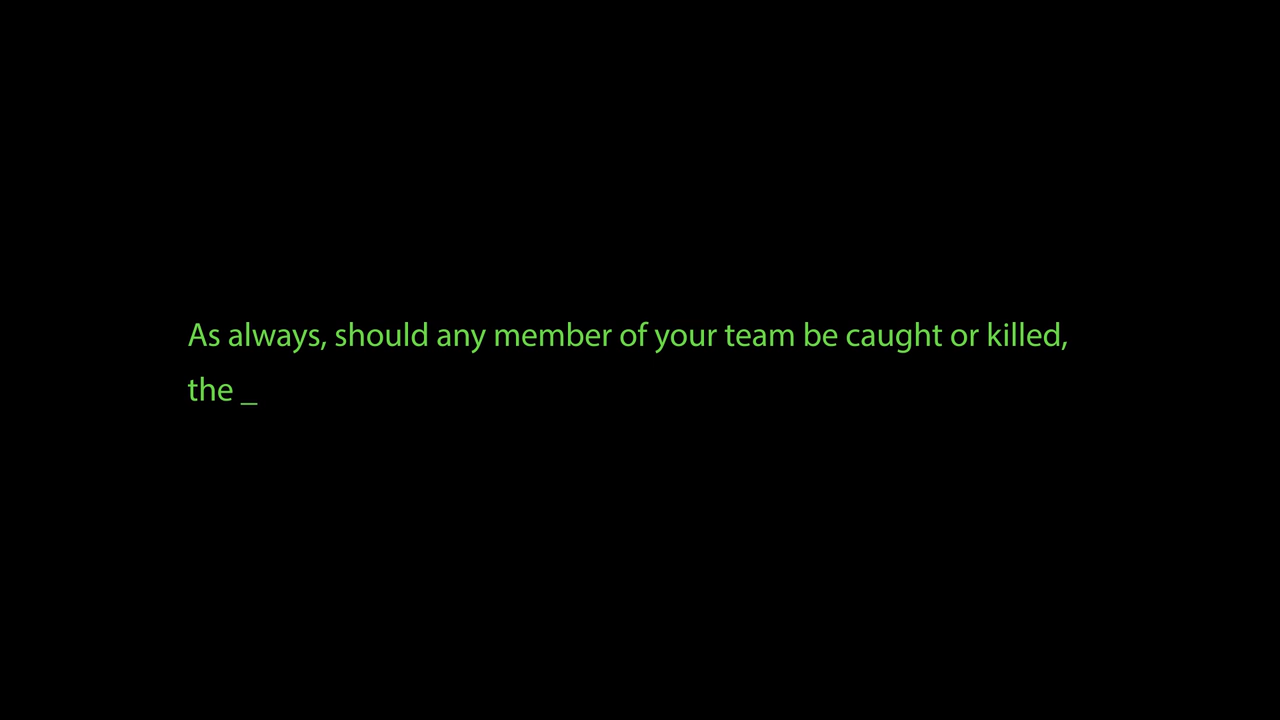 As always, should any member of your team be caught or killed,
the _